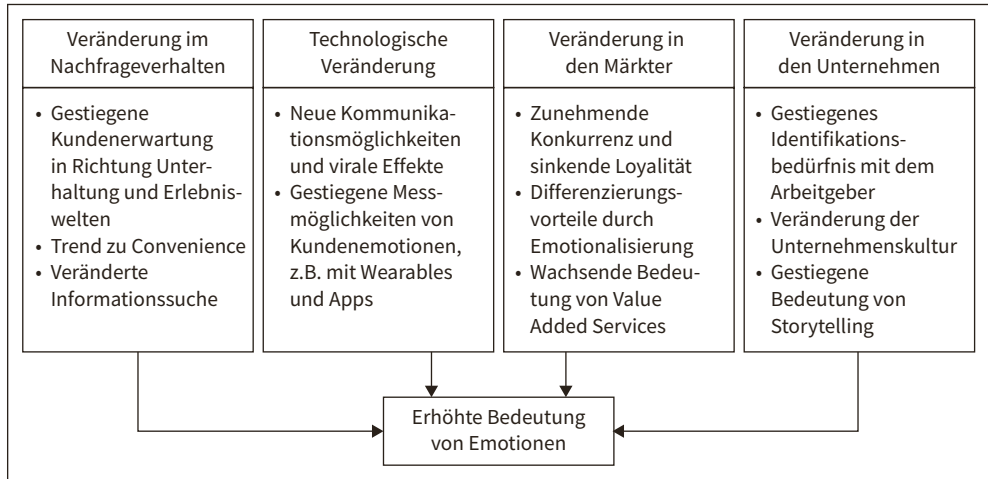 Veränderung im
Nachfrageverhalten
• Gestiegene
Kundenerwartung
in Richtung Unter-
haltung und Erlebnis-
welten
• Trend zu Convenience
• Veränderte
Informationssuche
Technologische
Veränderung
• Neue Kommunika-
tionsmöglichkeiten
und virale Effekte
• Gestiegene Mess-
möglichkeiten von
Kundenemotionen,
z.B. mit Wearables
und Apps
Veränderung in
den Märkter
• Zunehmende
Konkurrenz und
sinkende Loyalität
• Differenzierungs-
vorteile durch
Emotionalisierung
• Wachsende Bedeu-
tung von Value
Added Services
Veränderung in
den Unternehmen
• Gestiegenes
Identifikations-
bedürfnis mit dem
Arbeitgeber
• Veränderung der
Unternehmenskultur
• Gestiegene
Bedeutung von
Storytelling
Erhöhte Bedeutung
von Emotionen